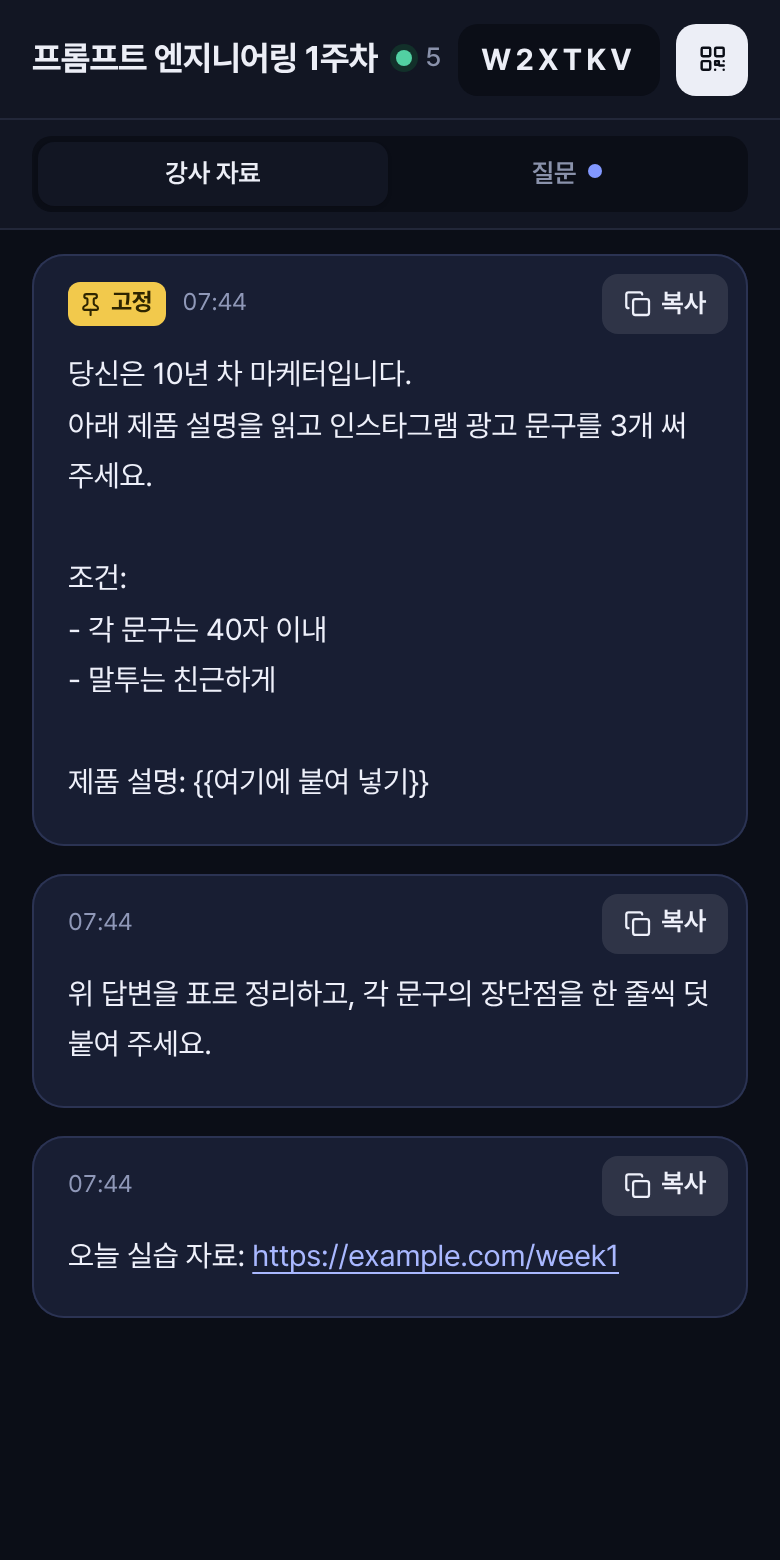 프롬프트 엔지니어링 1주차 5 W2XTKV
강사 자료 질문
고정 07:44 복사
당신은 10년 차 마케터입니다.
아래 제품 설명을 읽고 인스타그램 광고 문구를 3개 써
주세요.
조건:
- 각 문구는 40자 이내
- 말투는 친근하게
제품 설명: {{여기에 붙여 넣기}}
07:44 복사
위 답변을 표로 정리하고, 각 문구의 장단점을 한 줄씩 덧
붙여 주세요.
07:44 복사
오늘 실습 자료: https://example.com/week1